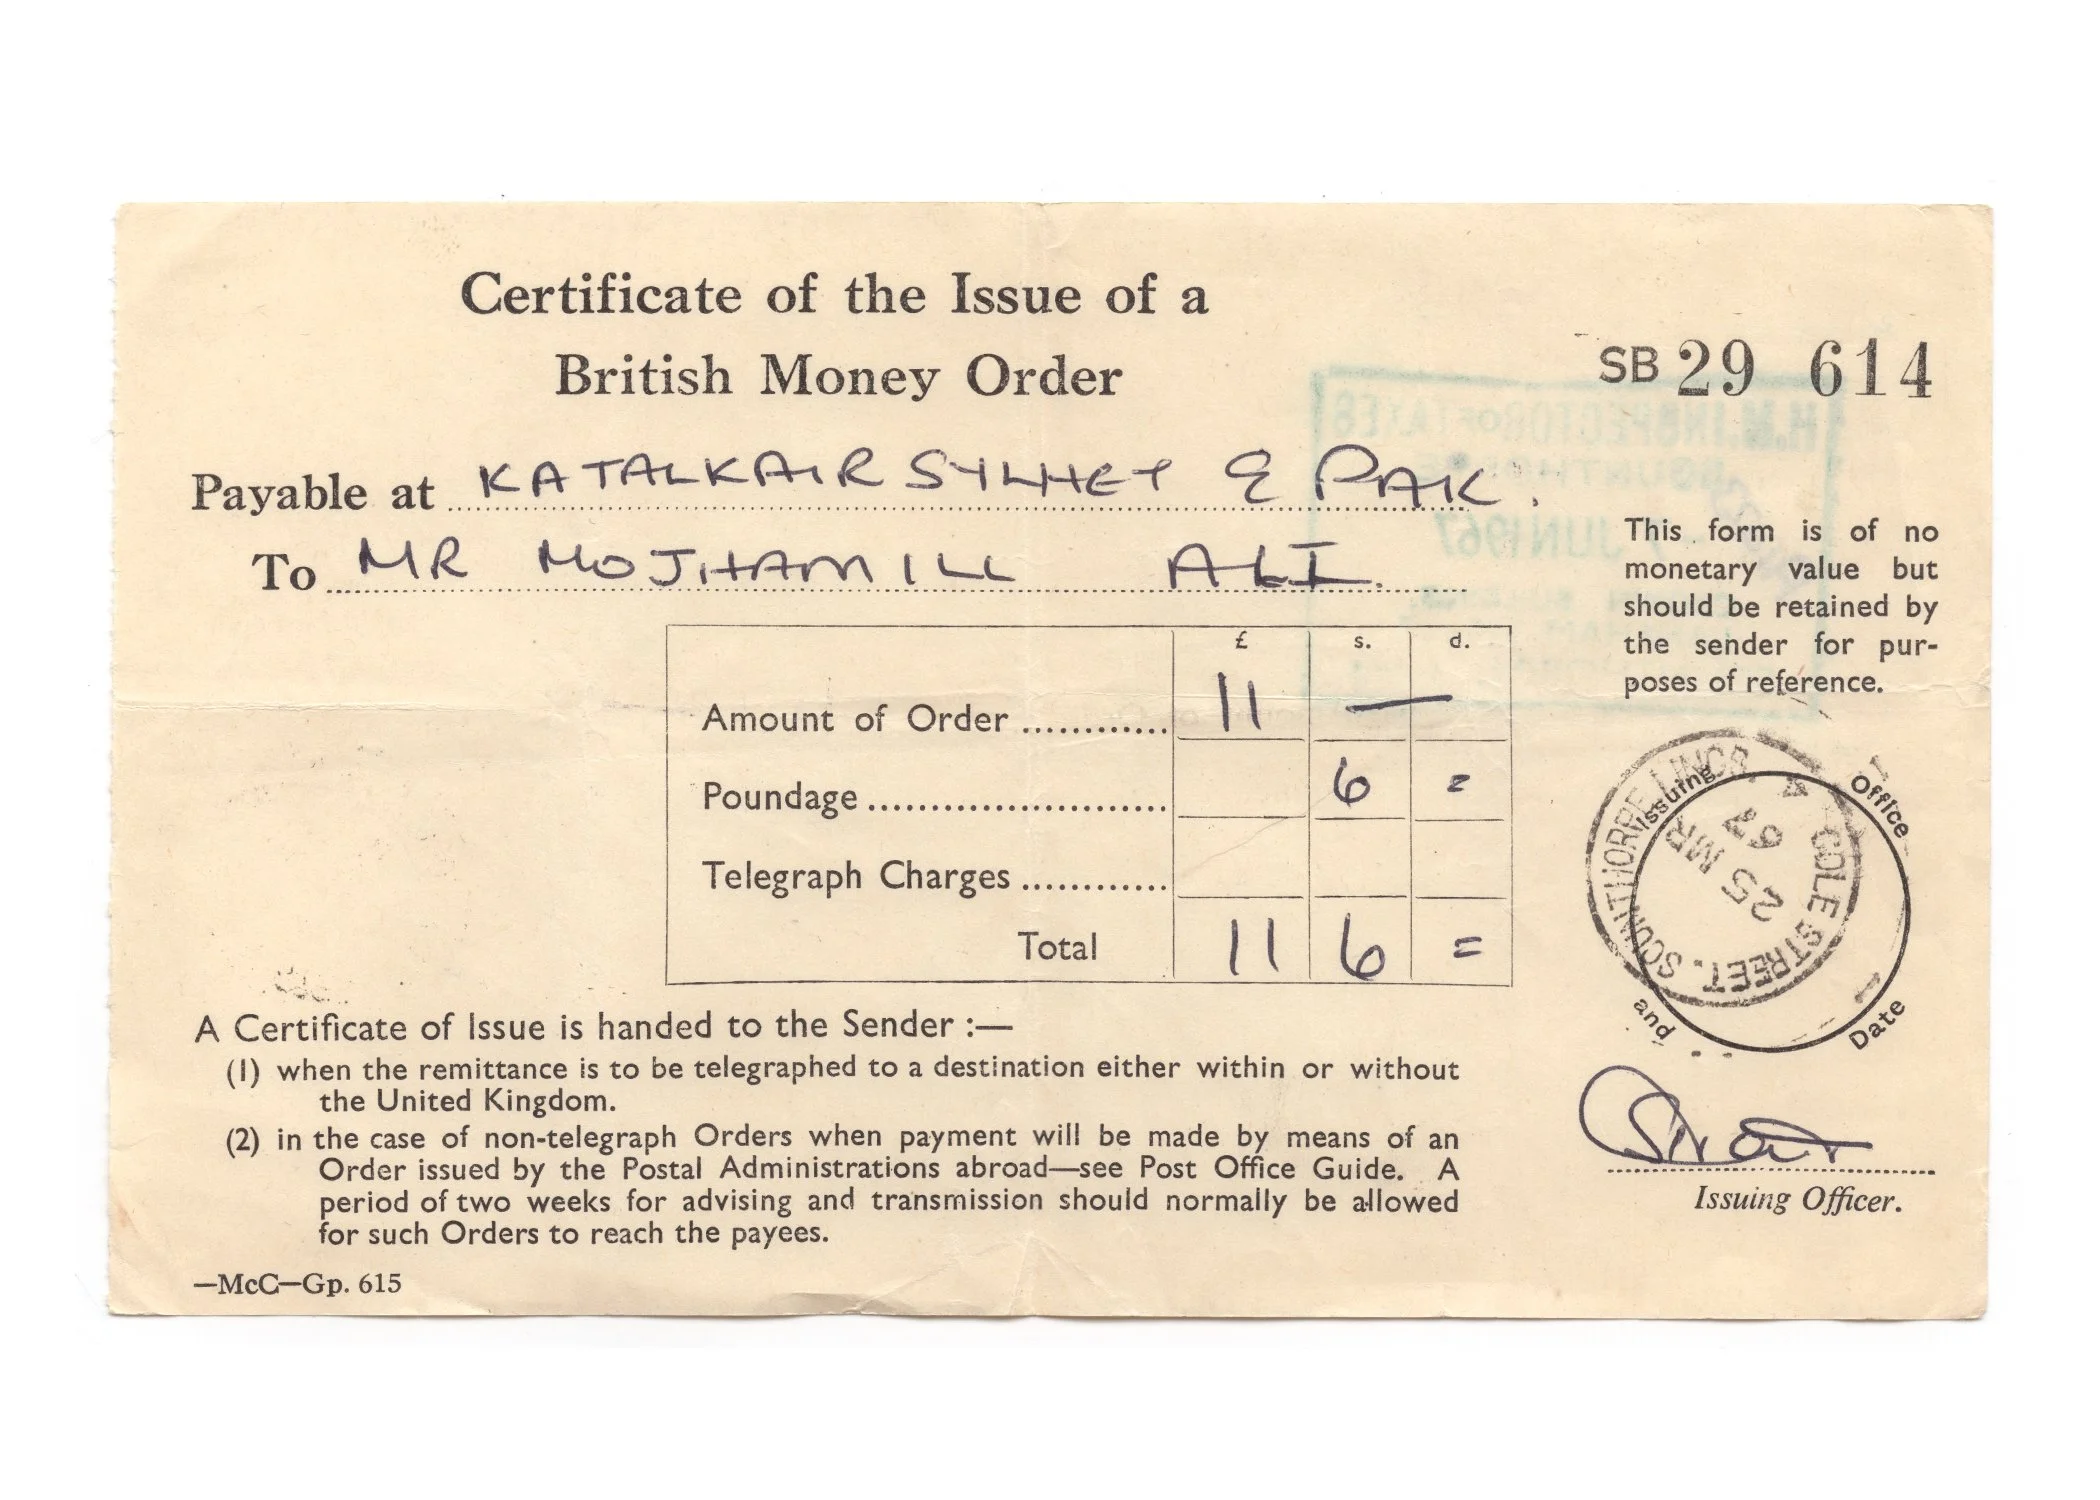 Certificate of the Issue of a
British Money Order
SB 29 614
Payable at KATALKAIR SYLHET E PAK.
To MR MOJHAMILL ALI.
This form is of no
monetary value but
should be retained by
the sender for pur-
poses of reference.
£ s. d.
Amount of Order ............ 11 —
Poundage ........................ 6 =
Telegraph Charges ............
Total 11 6 =
Issuing Office
and Date
COLE STREET. SCUNTHORPE LINCS.
25 MR
67
H.M. INSPECTOR OF TAXES
SCUNTHORPE
7 JUN 1967
A Certificate of Issue is handed to the Sender :—
(1) when the remittance is to be telegraphed to a destination either within or without
the United Kingdom.
(2) in the case of non-telegraph Orders when payment will be made by means of an
Order issued by the Postal Administrations abroad—see Post Office Guide. A
period of two weeks for advising and transmission should normally be allowed
for such Orders to reach the payees.
Issuing Officer.
—McC—Gp. 615